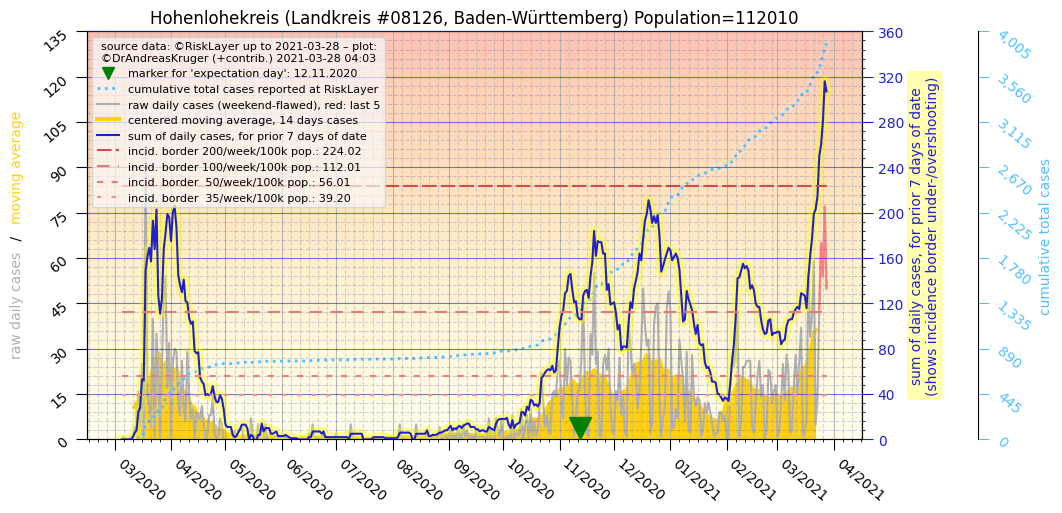 Hohenlohekreis (Landkreis #08126, Baden-Württemberg) Population=112010
source data: ©RiskLayer up to 2021-03-28 – plot:
©DrAndreasKruger (+contrib.) 2021-03-28 04:03
marker for 'expectation day': 12.11.2020
cumulative total cases reported at RiskLayer
raw daily cases (weekend-flawed), red: last 5
centered moving average, 14 days cases
sum of daily cases, for prior 7 days of date
incid. border 200/week/100k pop.: 224.02
incid. border 100/week/100k pop.: 112.01
incid. border  50/week/100k pop.: 56.01
incid. border  35/week/100k pop.: 39.20
raw daily cases  /  moving average
135
120
105
90
75
60
45
30
15
0
03/2020
04/2020
05/2020
06/2020
07/2020
08/2020
09/2020
10/2020
11/2020
12/2020
01/2021
02/2021
03/2021
04/2021
360
320
280
240
200
160
120
80
40
0
sum of daily cases, for prior 7 days of date
(shows incidence border under-/overshooting)
4,005
3,560
3,115
2,670
2,225
1,780
1,335
890
445
0
cumulative total cases